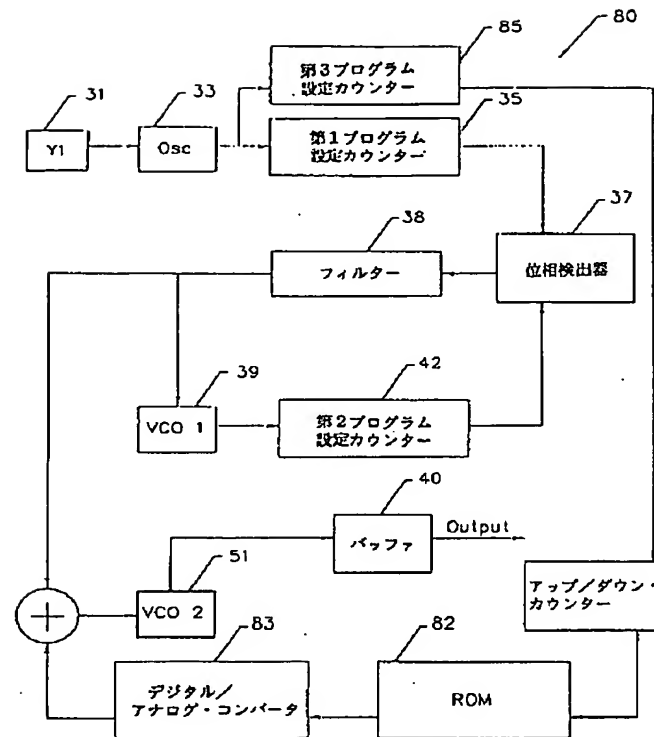 85
80
第3プログラム
設定カウンター
31
33
35
Y1
Osc
第1プログラム
設定カウンター
37
38
フィルター
位相検出器
39
42
VCO 1
第2プログラム
設定カウンター
40
バッファ
Output
51
VCO 2
アップ/ダウン・
カウンター
+
83
82
デジタル/
アナログ・コンバータ
ROM